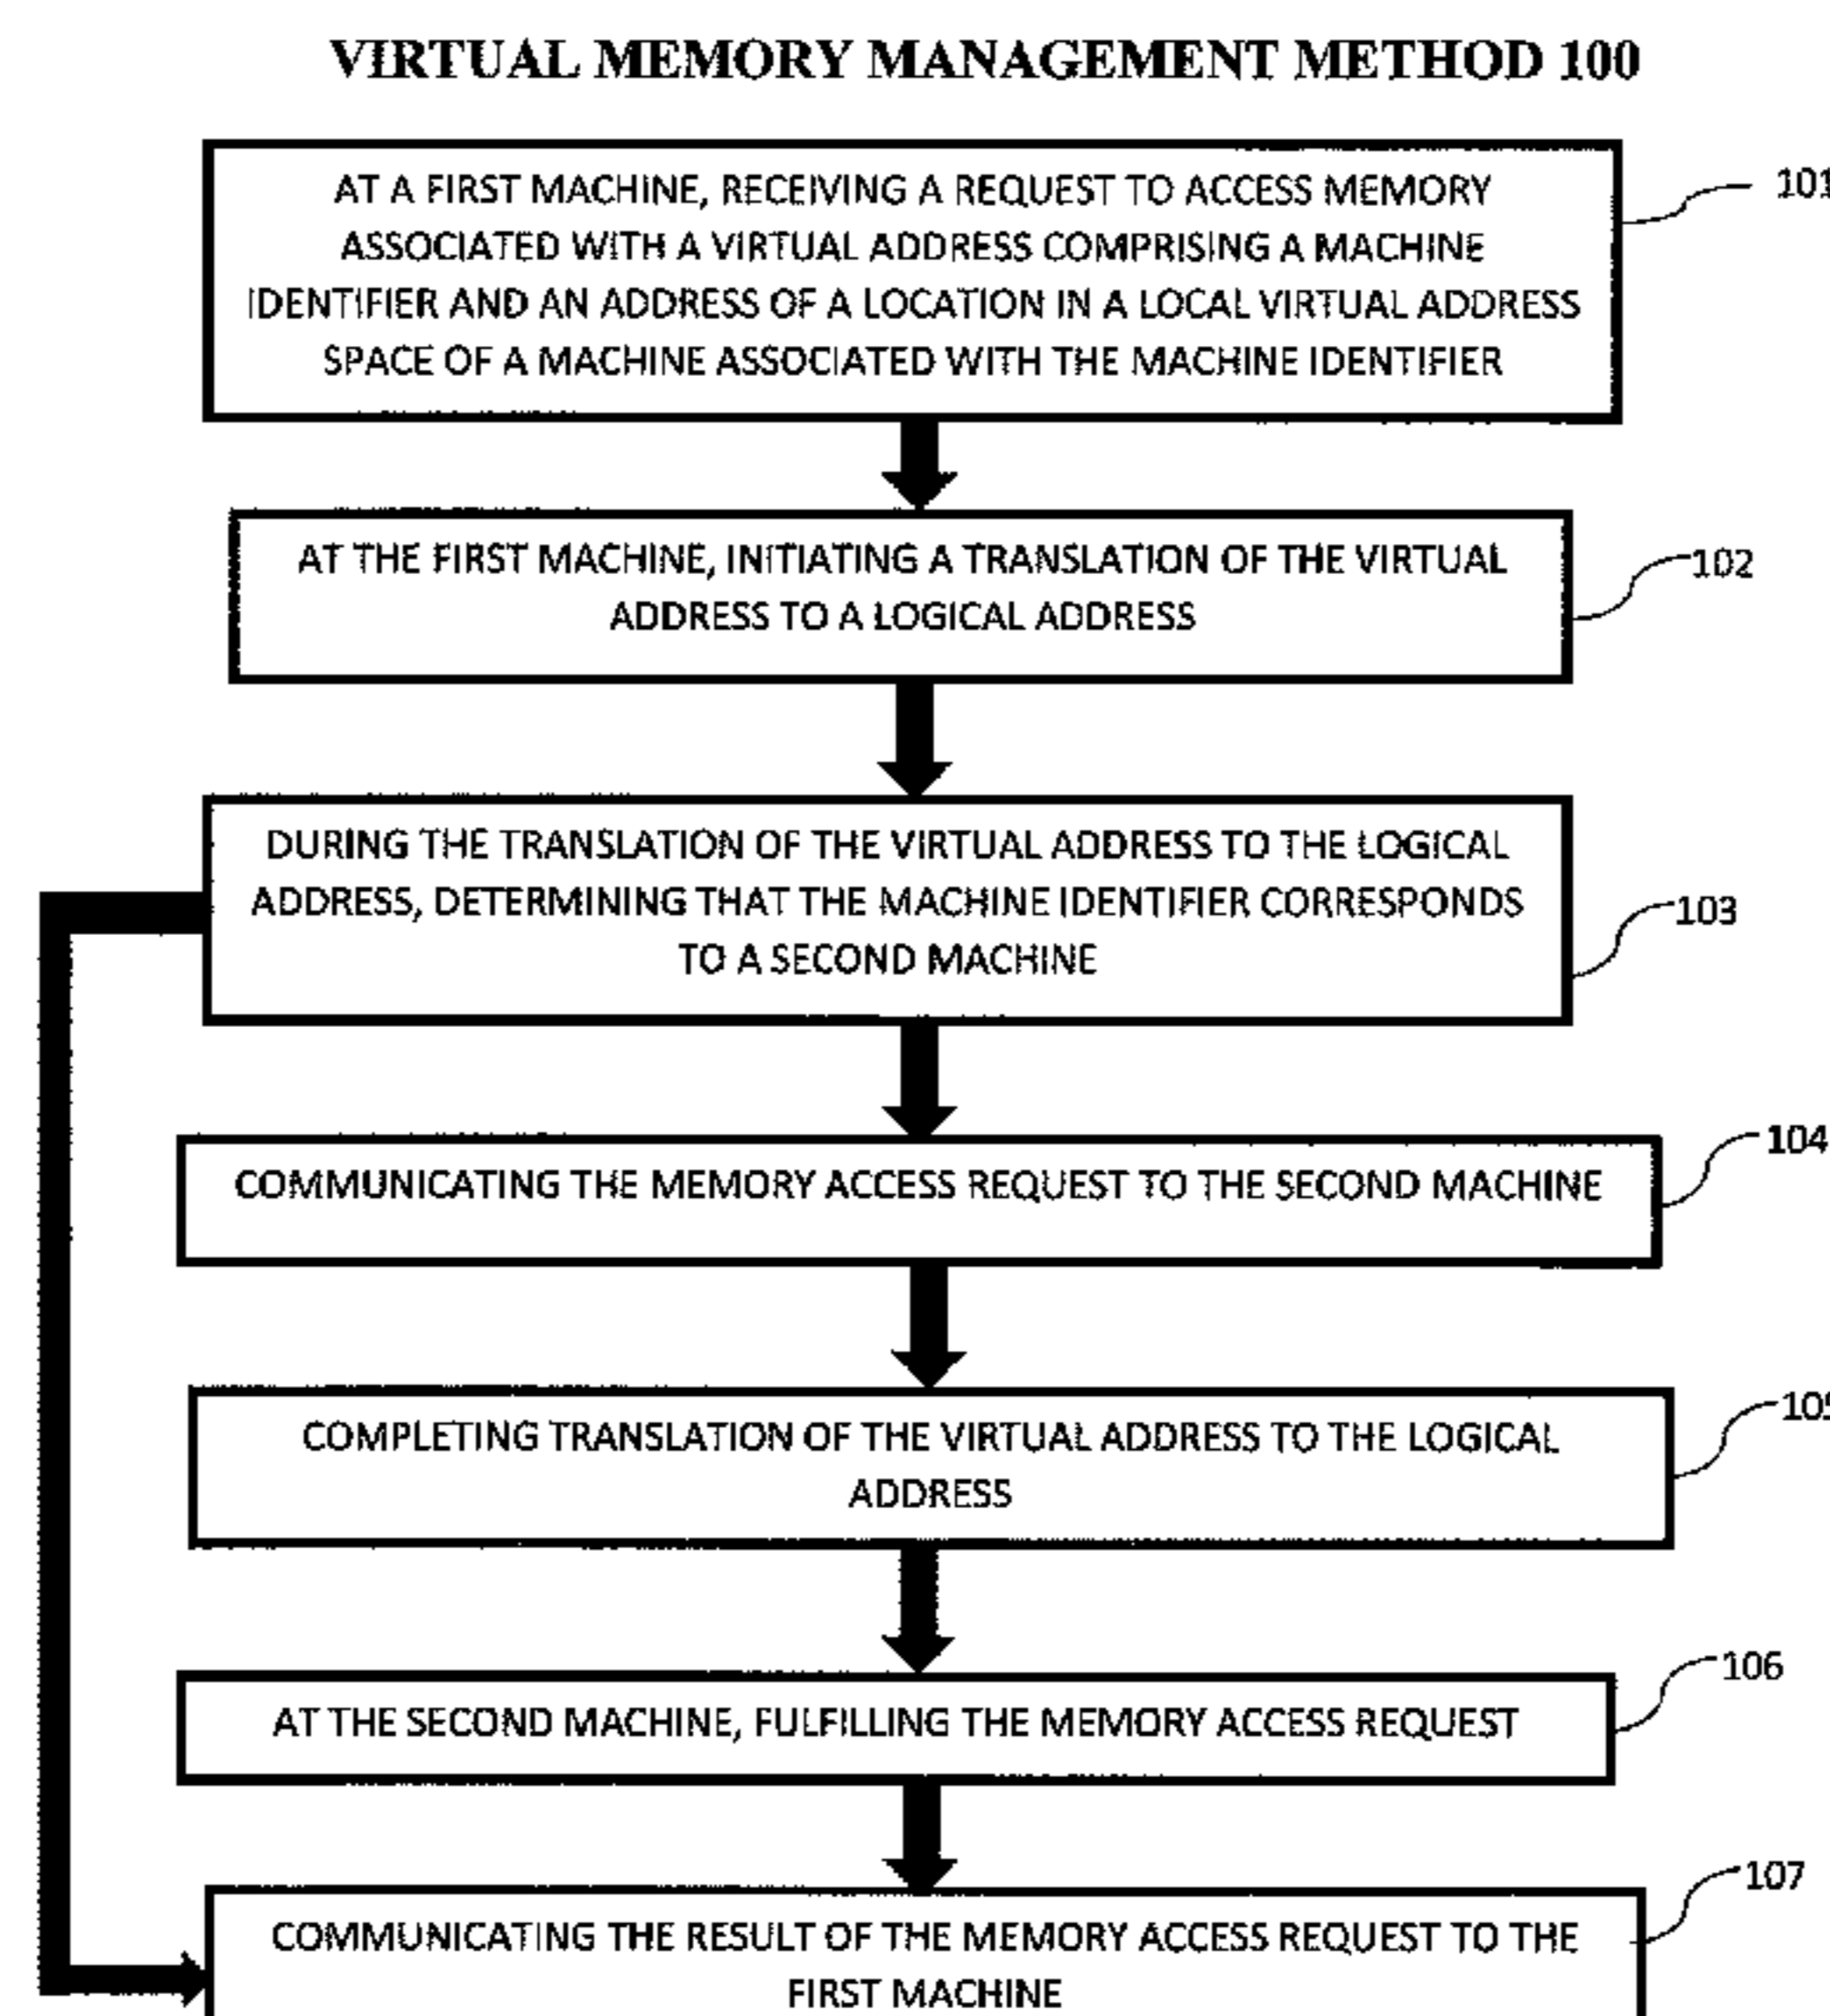 VIRTUAL MEMORY MANAGEMENT METHOD 100
AT A FIRST MACHINE, RECEIVING A REQUEST TO ACCESS MEMORY
ASSOCIATED WITH A VIRTUAL ADDRESS COMPRISING A MACHINE
IDENTIFIER AND AN ADDRESS OF A LOCATION IN A LOCAL VIRTUAL ADDRESS
SPACE OF A MACHINE ASSOCIATED WITH THE MACHINE IDENTIFIER
101
AT THE FIRST MACHINE, INITIATING A TRANSLATION OF THE VIRTUAL
ADDRESS TO A LOGICAL ADDRESS
102
DURING THE TRANSLATION OF THE VIRTUAL ADDRESS TO THE LOGICAL
ADDRESS, DETERMINING THAT THE MACHINE IDENTIFIER CORRESPONDS
TO A SECOND MACHINE
103
COMMUNICATING THE MEMORY ACCESS REQUEST TO THE SECOND MACHINE
104
COMPLETING TRANSLATION OF THE VIRTUAL ADDRESS TO THE LOGICAL
ADDRESS
105
AT THE SECOND MACHINE, FULFILLING THE MEMORY ACCESS REQUEST
106
COMMUNICATING THE RESULT OF THE MEMORY ACCESS REQUEST TO THE
FIRST MACHINE
107